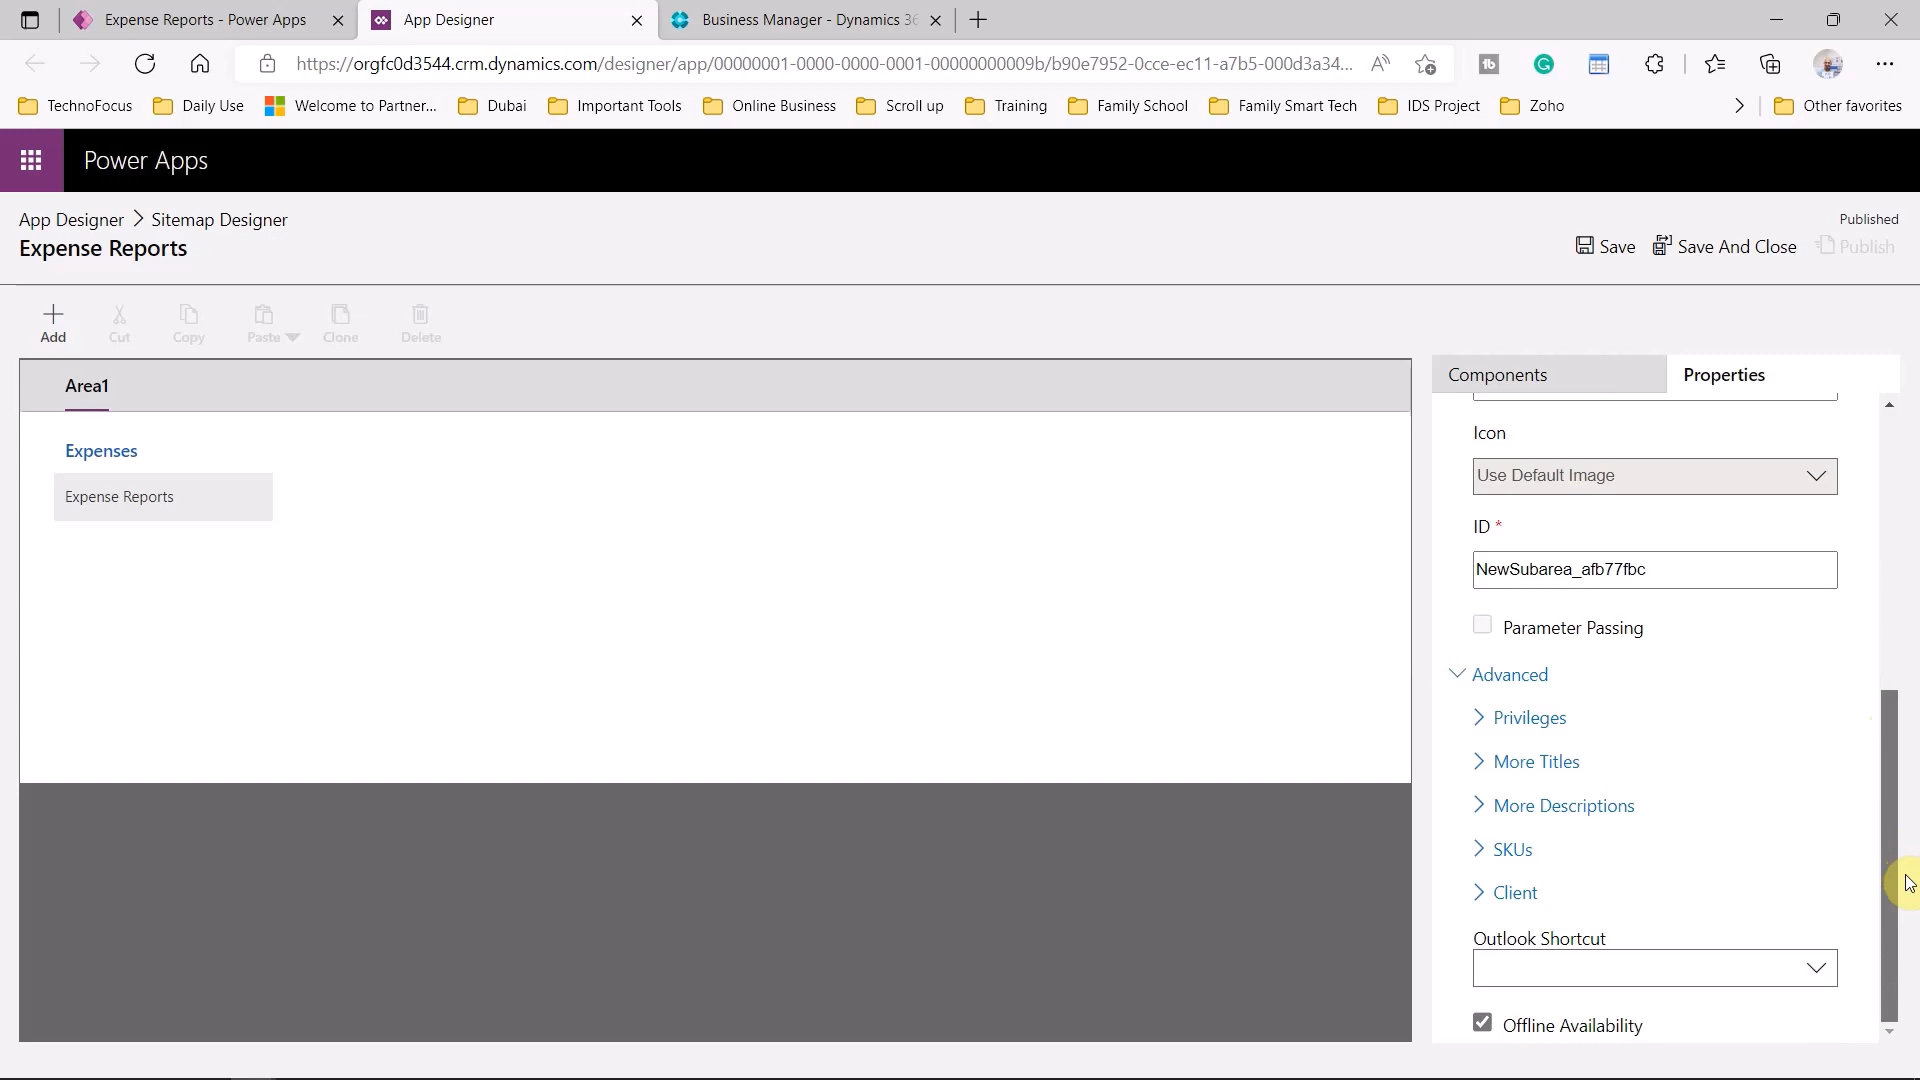 Expense Reports - Power Apps
App Designer
Business Manager - Dynamics 36
https://orgfc0d3544.crm.dynamics.com/designer/app/00000001-0000-0000-0001-00000000009b/b90e7952-0cce-ec11-a7b5-000d3a34...
TechnoFocus
Daily Use
Welcome to Partner...
Dubai
Important Tools
Online Business
Scroll up
Training
Family School
Family Smart Tech
IDS Project
Zoho
Other favorites
Power Apps
App Designer > Sitemap Designer
Published
Expense Reports
Save
Save And Close
Publish
Add
Cut
Copy
Paste
Clone
Delete
Area1
Expenses
Expense Reports
Components
Properties
Icon
Use Default Image
ID *
NewSubarea_afb77fbc
Parameter Passing
Advanced
Privileges
More Titles
More Descriptions
SKUs
Client
Outlook Shortcut
Offline Availability